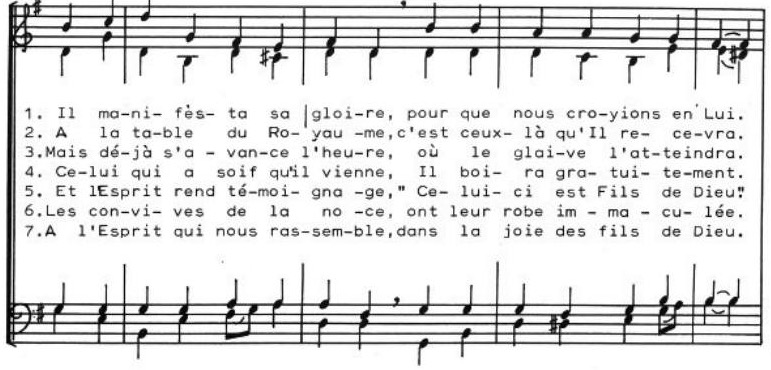 1. Il ma-ni- fès- ta sa gloi-re, pour que nous cro-yions en Lui.
2. A la ta-ble du Ro- yau -me,c'est ceux- là qu'Il re- ce-vra.
3.Mais dé-jà s'a - van-ce l'heu-re, où le glai-ve l'at-teindra.
4. Ce-lui qui a soif qu'il vienne, Il boi- ra gra- tui- te-ment.
5. Et l'Esprit rend té-moi- gna -ge," Ce- lui- ci est Fils de Dieu"!
6.Les con-vi- ves de la no -ce, ont leur robe im - ma - cu- lée.
7.A l'Esprit qui nous ras-sem-ble,dans la joie des fils de Dieu.